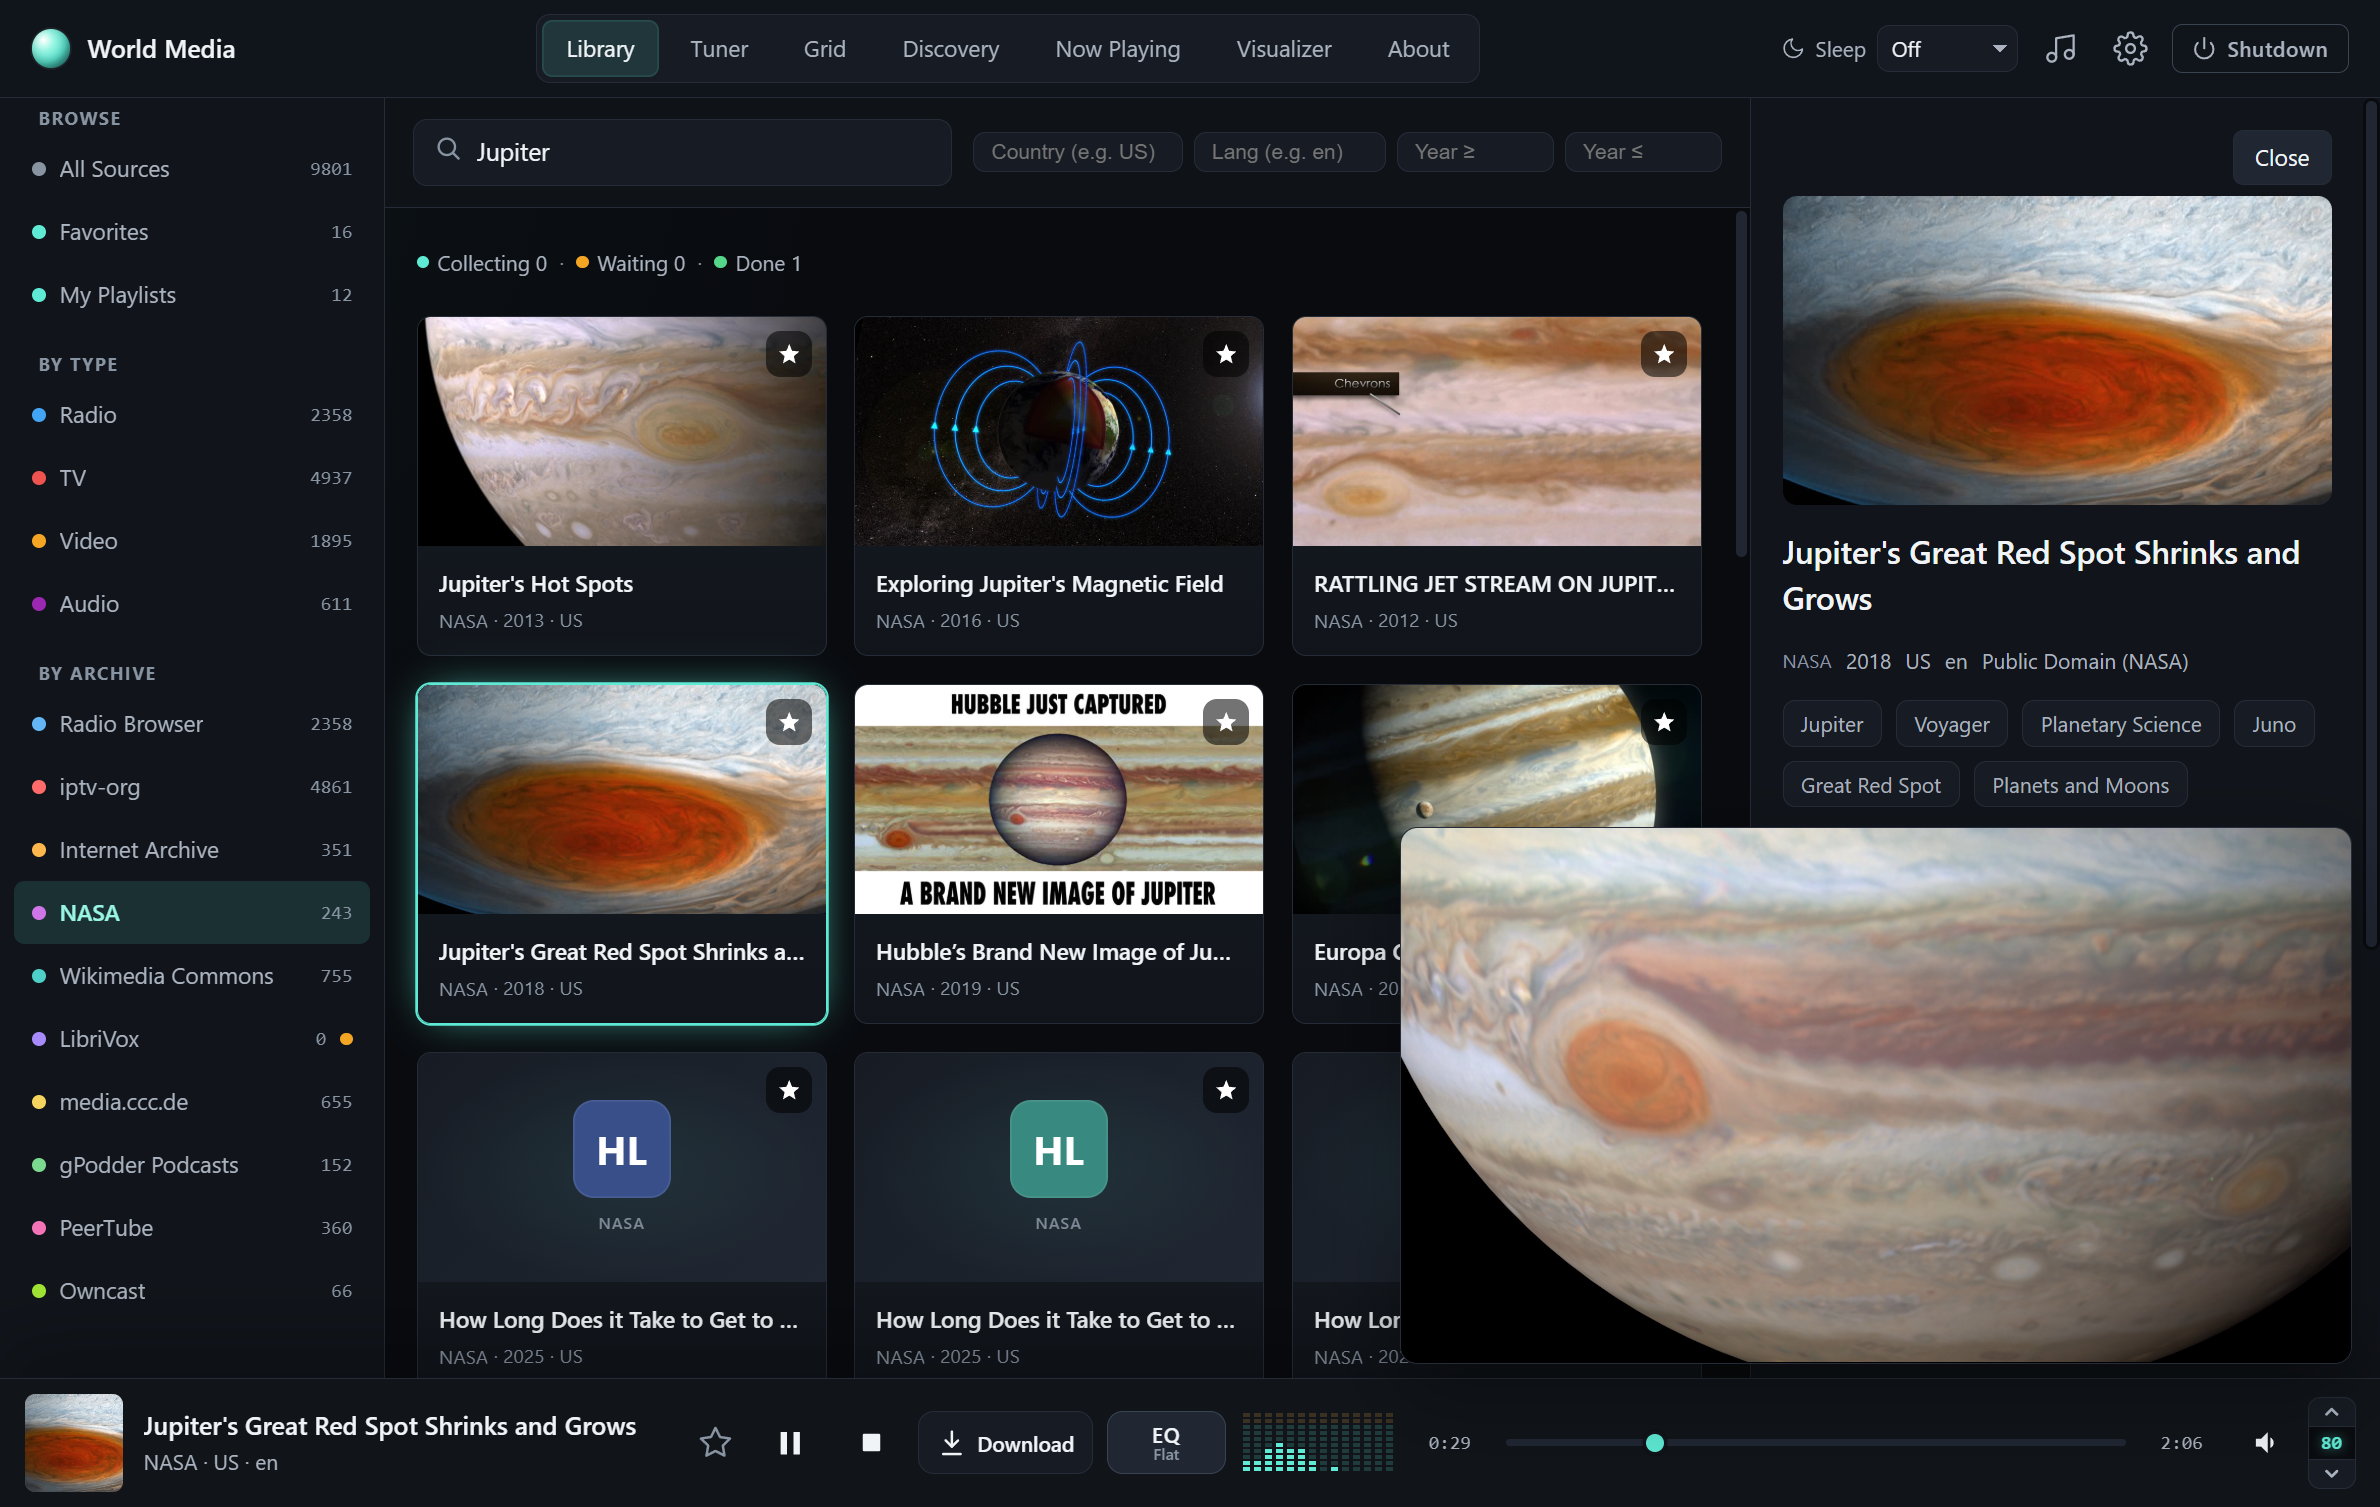 World Media
Library
Tuner
Grid
Discovery
Now Playing
Visualizer
About
Sleep
Off
Shutdown
BROWSE
All Sources 9801
Favorites 16
My Playlists 12
BY TYPE
Radio 2358
TV 4937
Video 1895
Audio 611
BY ARCHIVE
Radio Browser 2358
iptv-org 4861
Internet Archive 351
NASA 243
Wikimedia Commons 755
LibriVox 0
media.ccc.de 655
gPodder Podcasts 152
PeerTube 360
Owncast 66
Jupiter
Country (e.g. US)
Lang (e.g. en)
Year ≥
Year ≤
Collecting 0 · Waiting 0 · Done 1
Jupiter's Hot Spots
NASA · 2013 · US
Exploring Jupiter's Magnetic Field
NASA · 2016 · US
Chevrons
RATTLING JET STREAM ON JUPIT...
NASA · 2012 · US
Jupiter's Great Red Spot Shrinks a...
NASA · 2018 · US
HUBBLE JUST CAPTURED
A BRAND NEW IMAGE OF JUPITER
Hubble’s Brand New Image of Ju...
NASA · 2019 · US
Europa
NASA · 20
HL
NASA
How Long Does it Take to Get to ...
NASA · 2025 · US
HL
NASA
How Long Does it Take to Get to ...
NASA · 2025 · US
How Lon
NASA · 202
Close
Jupiter's Great Red Spot Shrinks and
Grows
NASA 2018 US en Public Domain (NASA)
Jupiter
Voyager
Planetary Science
Juno
Great Red Spot
Planets and Moons
Jupiter's Great Red Spot Shrinks and Grows
NASA · US · en
Download
EQ
Flat
0:29
2:06
80